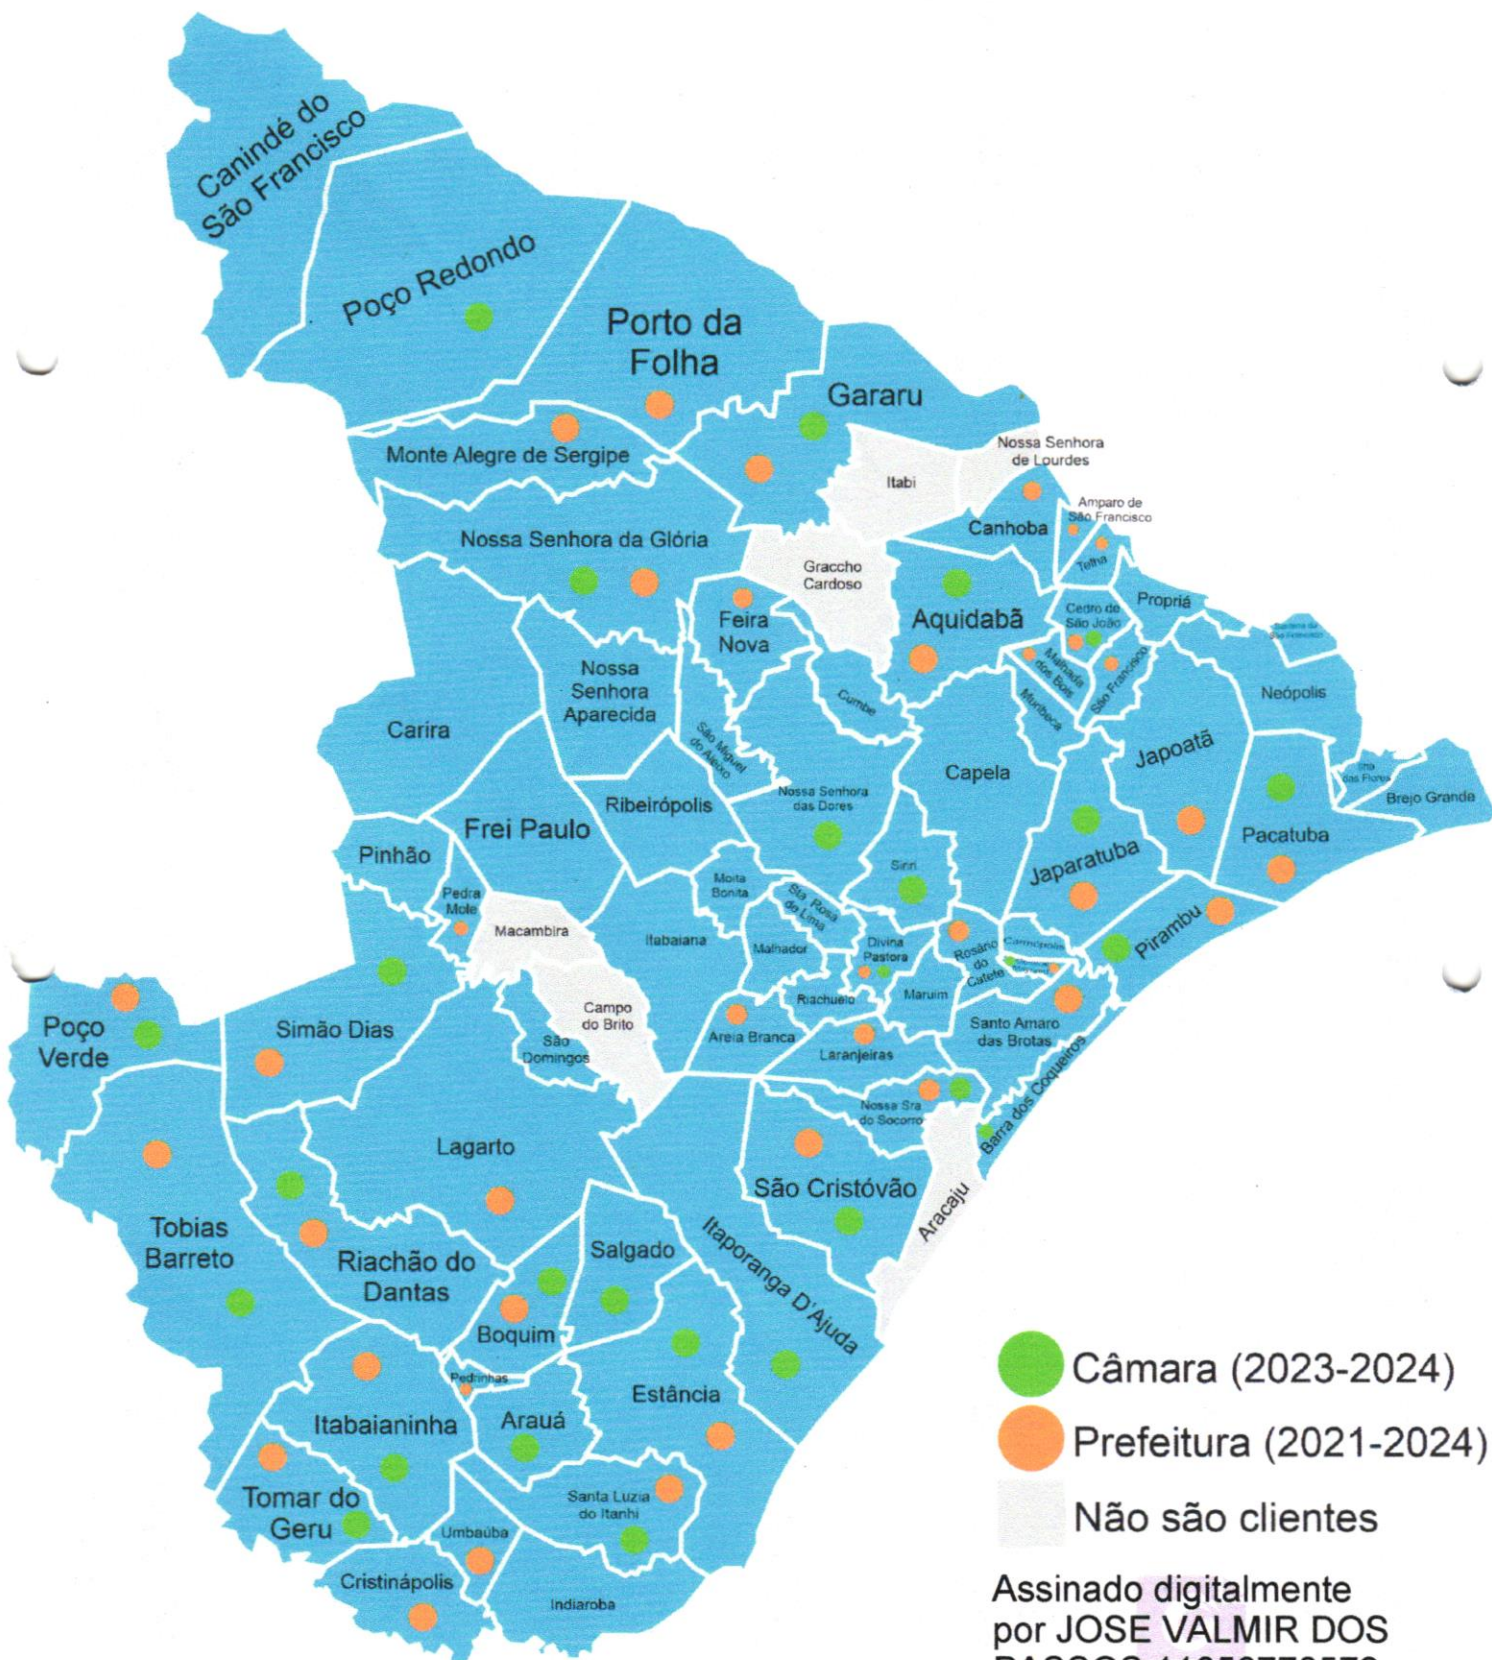 Canindé do
São Francisco
Poço Redondo
Porto da
Folha
Gararu
Monte Alegre de Sergipe
Itabi
Nossa Senhora
de Lourdes
Canhoba
Amparo de
São Francisco
Telha
Nossa Senhora da Glória
Graccho
Cardoso
Feira
Nova
Aquidabã
Cedro de
São João
Propriá
Malhada
dos Bois
São Francisco
Muribeca
Neópolis
Nossa
Senhora
Aparecida
Carira
São Miguel
do Aleixo
Cumbe
Capela
Japoatã
Nossa Senhora
das Dores
Ribeirópolis
Frei Paulo
Pinhão
das Flores
Brejo Grande
Pacatuba
Japaratuba
Siriri
Moita
Bonita
Sta. Rosa
de Lima
Pedra
Mole
Macambira
Itabaiana
Malhador
Divina
Pastora
Rosário
do
Catete
Carmópolis
Pirambu
Riachuelo
Maruim
Campo
do Brito
São
Domingos
Areia Branca
Laranjeiras
Santo Amaro
das Brotas
Poço
Verde
Simão Dias
Barra dos Coqueiros
Nossa Sra
do Socorro
Lagarto
São Cristóvão
Aracaju
Tobias
Barreto
Riachão do
Dantas
Salgado
Itaporanga D'Ajuda
Boquim
Pedrinhas
Estância
Arauá
Itabaianinha
Santa Luzia
do Itanhi
Tomar do
Geru
Umbaúba
Cristinápolis
Indiaroba
Câmara (2023-2024)
Prefeitura (2021-2024)
Não são clientes
Assinado digitalmente
por JOSE VALMIR DOS